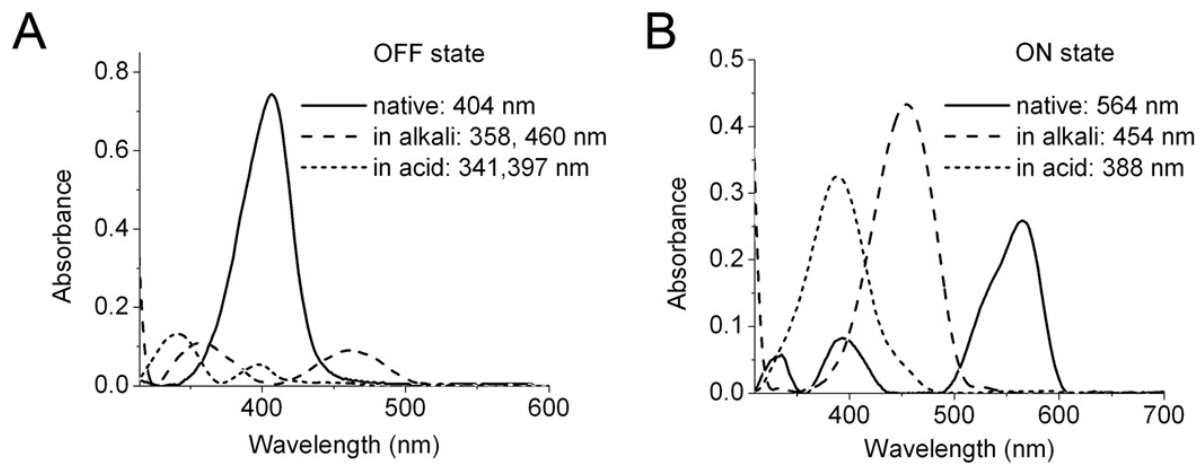 A
OFF state
native: 404 nm
in alkali: 358, 460 nm
in acid: 341,397 nm
Absorbance
0.8
0.6
0.4
0.2
0.0
400
500
600
Wavelength (nm)
B
ON state
native: 564 nm
in alkali: 454 nm
in acid: 388 nm
Absorbance
0.5
0.4
0.3
0.2
0.1
0.0
400
500
600
700
Wavelength (nm)